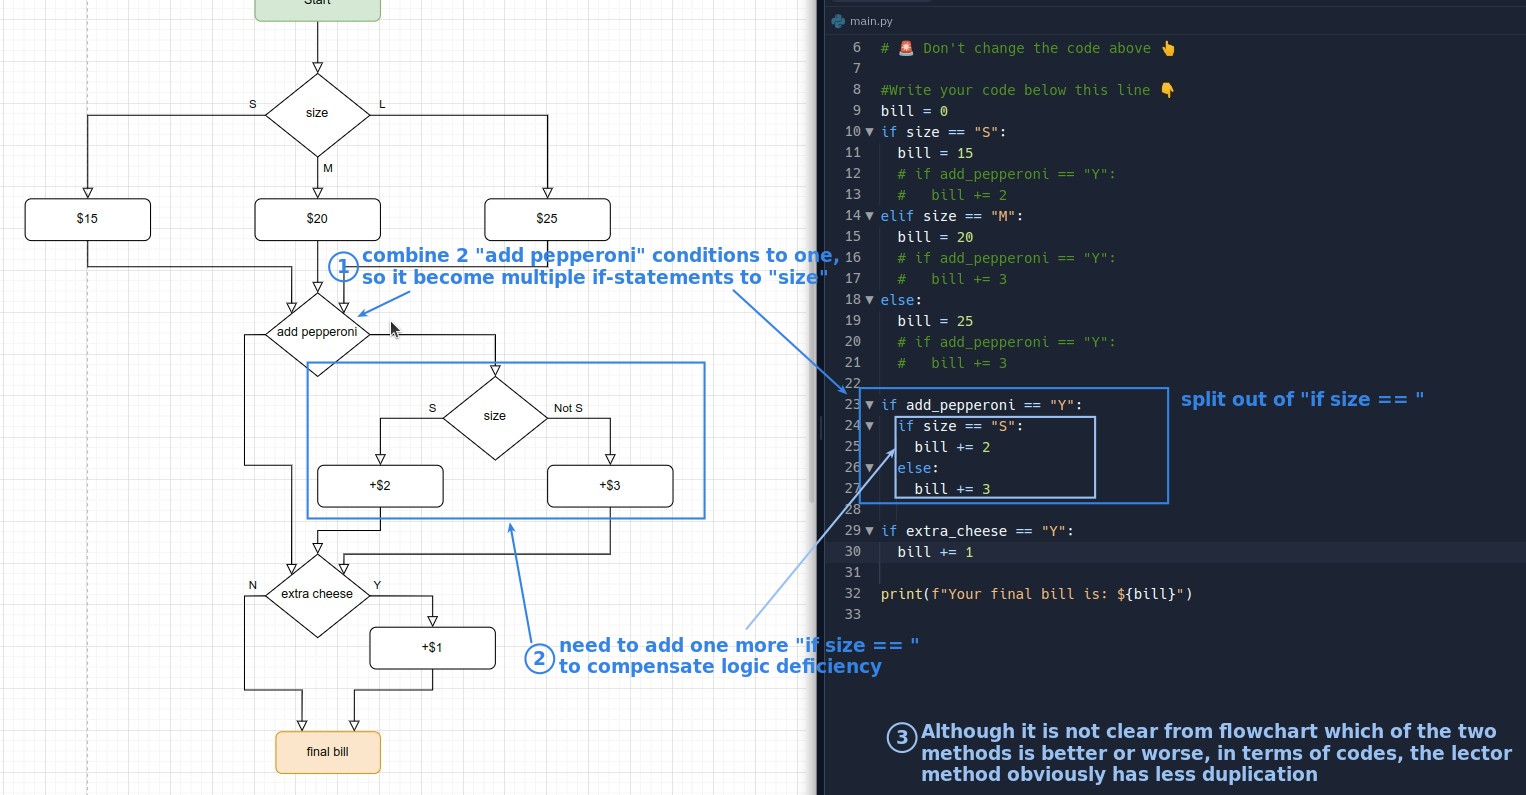 Start
size
S
L
M
$15
$20
$25
1
combine 2 "add pepperoni" conditions to one,
so it become multiple if-statements to "size"
add pepperoni
size
S
Not S
+$2
+$3
extra cheese
N
Y
+$1
2
need to add one more "if size == "
to compensate logic deficiency
final bill
main.py
6 # 🚨 Don't change the code above 👆
7
8 #Write your code below this line 👇
9 bill = 0
10 if size == "S":
11   bill = 15
12   # if add_pepperoni == "Y":
13   #   bill += 2
14 elif size == "M":
15   bill = 20
16   # if add_pepperoni == "Y":
17   #   bill += 3
18 else:
19   bill = 25
20   # if add_pepperoni == "Y":
21   #   bill += 3
22
23 if add_pepperoni == "Y":
24   if size == "S":
25     bill += 2
26   else:
27     bill += 3
28
29 if extra_cheese == "Y":
30   bill += 1
31
32 print(f"Your final bill is: ${bill}")
33
split out of "if size == "
3
Although it is not clear from flowchart which of the two
methods is better or worse, in terms of codes, the lector
method obviously has less duplication